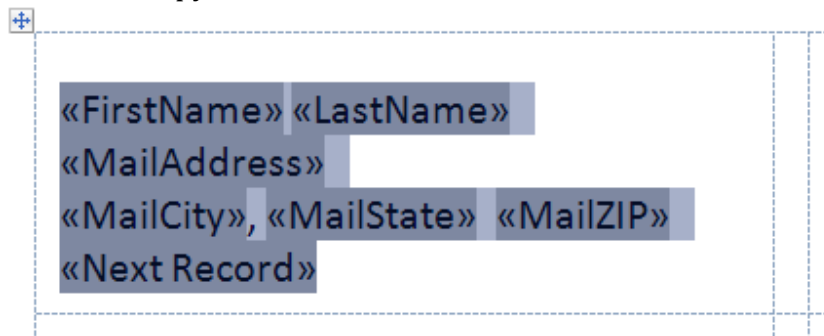 «FirstName» «LastName»
«MailAddress»
«MailCity», «MailState»  «MailZIP»
«Next Record»